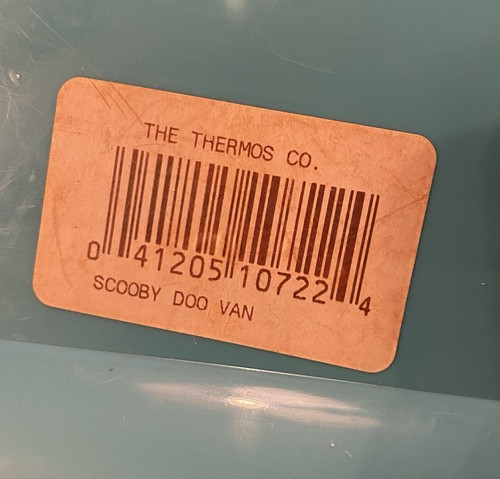 THE THERMOS CO.
0 41205 10722 4
SCOOBY DOO VAN